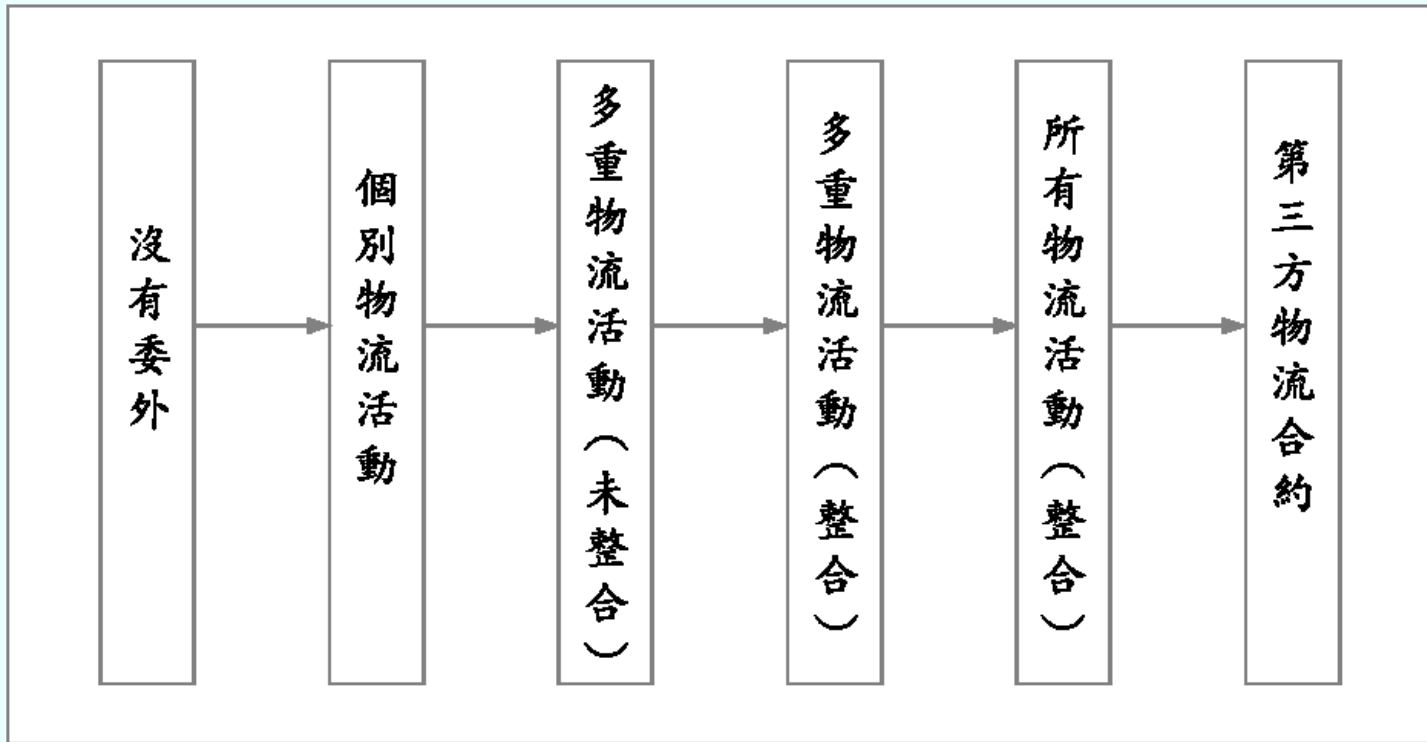 沒有委外
個別物流活動
多重物流活動（未整合）
多重物流活動（整合）
所有物流活動（整合）
第三方物流合約